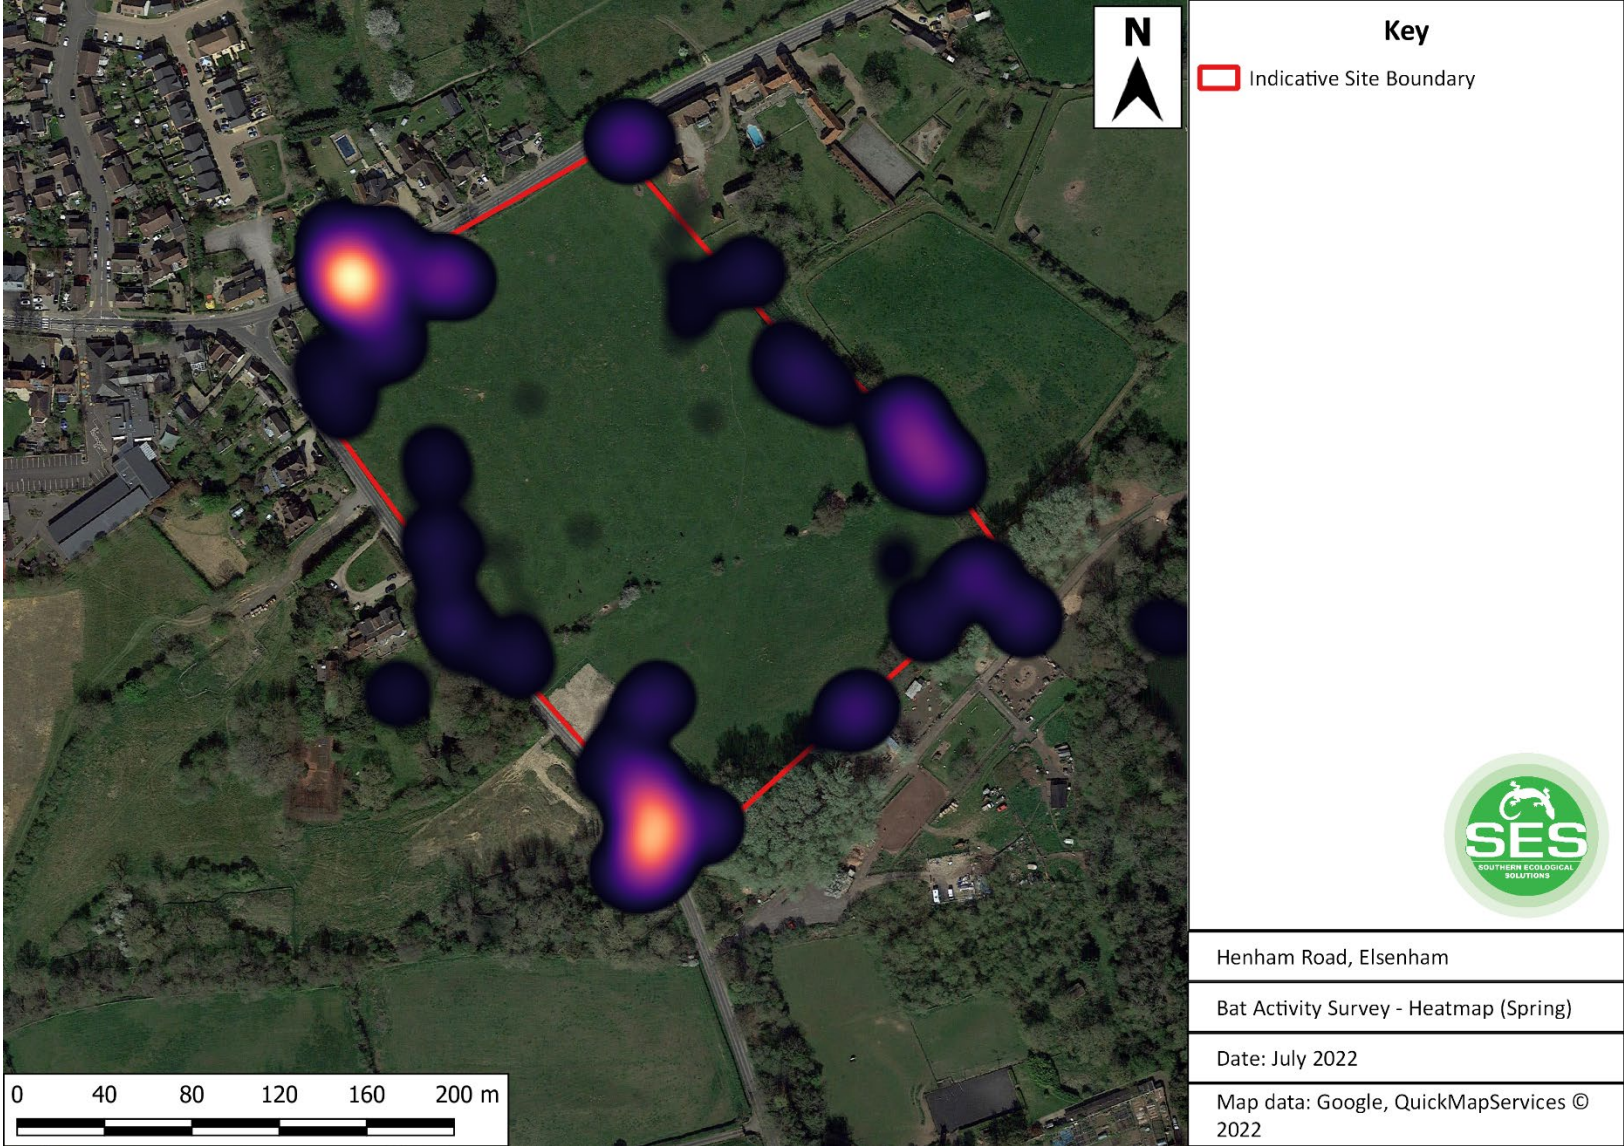 N
Key
Indicative Site Boundary
SES
SOUTHERN ECOLOGICAL
SOLUTIONS
Henham Road, Elsenham
Bat Activity Survey - Heatmap (Spring)
Date: July 2022
Map data: Google, QuickMapServices ©
2022
0 40 80 120 160 200 m